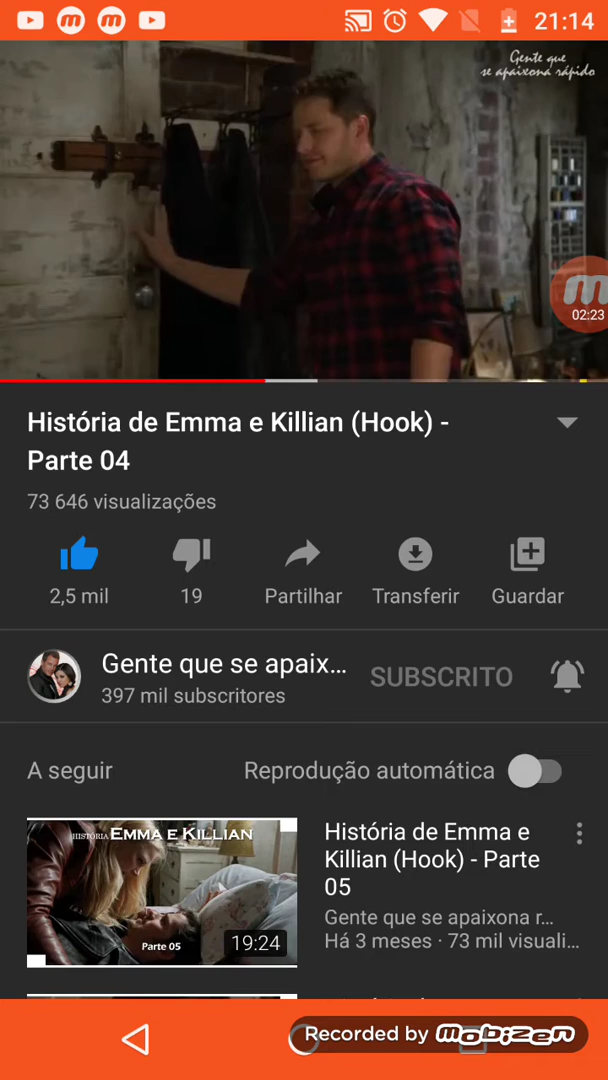 21:14
Gente que
se apaixona rápido
02:23
História de Emma e Killian (Hook) -
Parte 04
73 646 visualizações
2,5 mil
19
Partilhar
Transferir
Guardar
Gente que se apaix...
SUBSCRITO
397 mil subscritores
A seguir
Reprodução automática
HISTÓRIA EMMA E KILLIAN
Parte 05
19:24
História de Emma e
Killian (Hook) - Parte
05
Gente que se apaixona r...
Há 3 meses · 73 mil visuali...
Recorded by mobizen